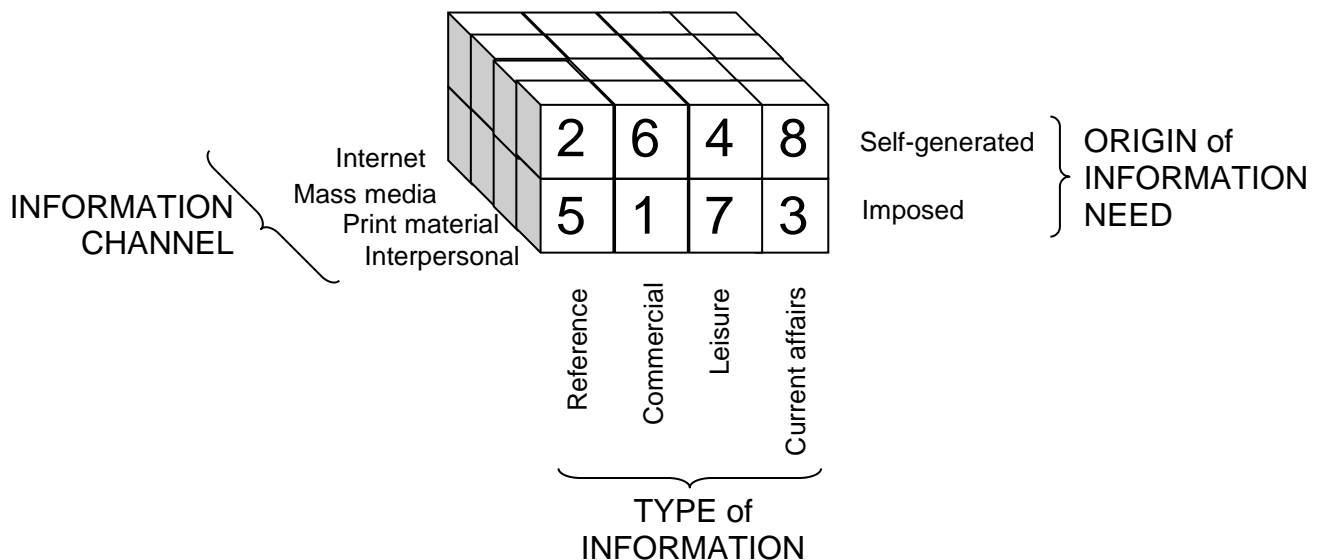 2 6 4 8
5 1 7 3
Self-generated
Imposed
ORIGIN of
INFORMATION
NEED
Internet
Mass media
Print material
Interpersonal
INFORMATION
CHANNEL
Reference
Commercial
Leisure
Current affairs
TYPE of
INFORMATION